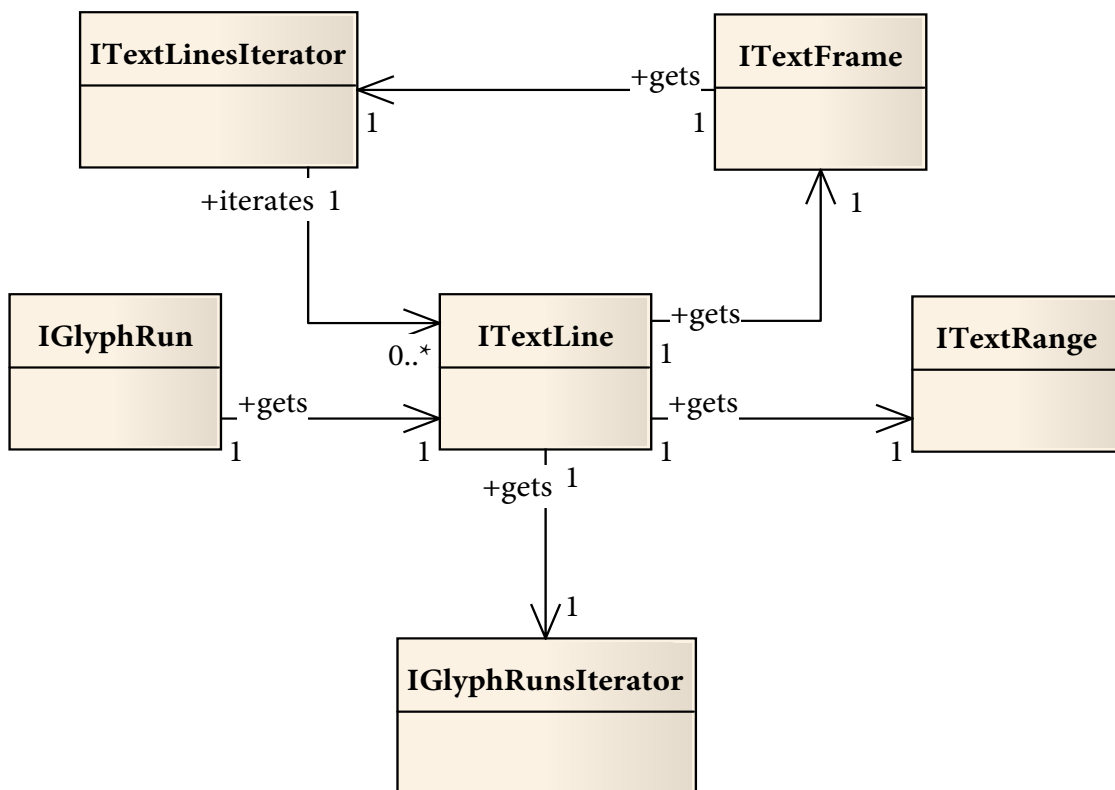 ITextLinesIterator
ITextFrame
+gets
1
1
+iterates 1
1
IGlyphRun
ITextLine
ITextRange
+gets
0..*
1
+gets
+gets
1
1
1
1
+gets 1
1
IGlyphRunsIterator